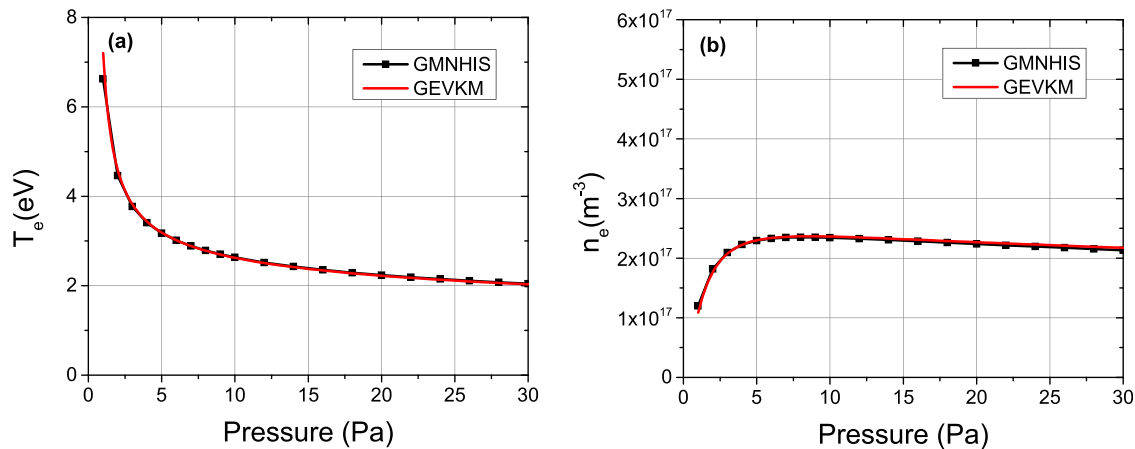 (a)
GMNHIS
GEVKM
8
6
4
2
0
T_e(eV)
0 5 10 15 20 25 30
Pressure (Pa)
(b)
GMNHIS
GEVKM
6x10^17
5x10^17
4x10^17
3x10^17
2x10^17
1x10^17
0
n_e(m^-3)
0 5 10 15 20 25 30
Pressure (Pa)